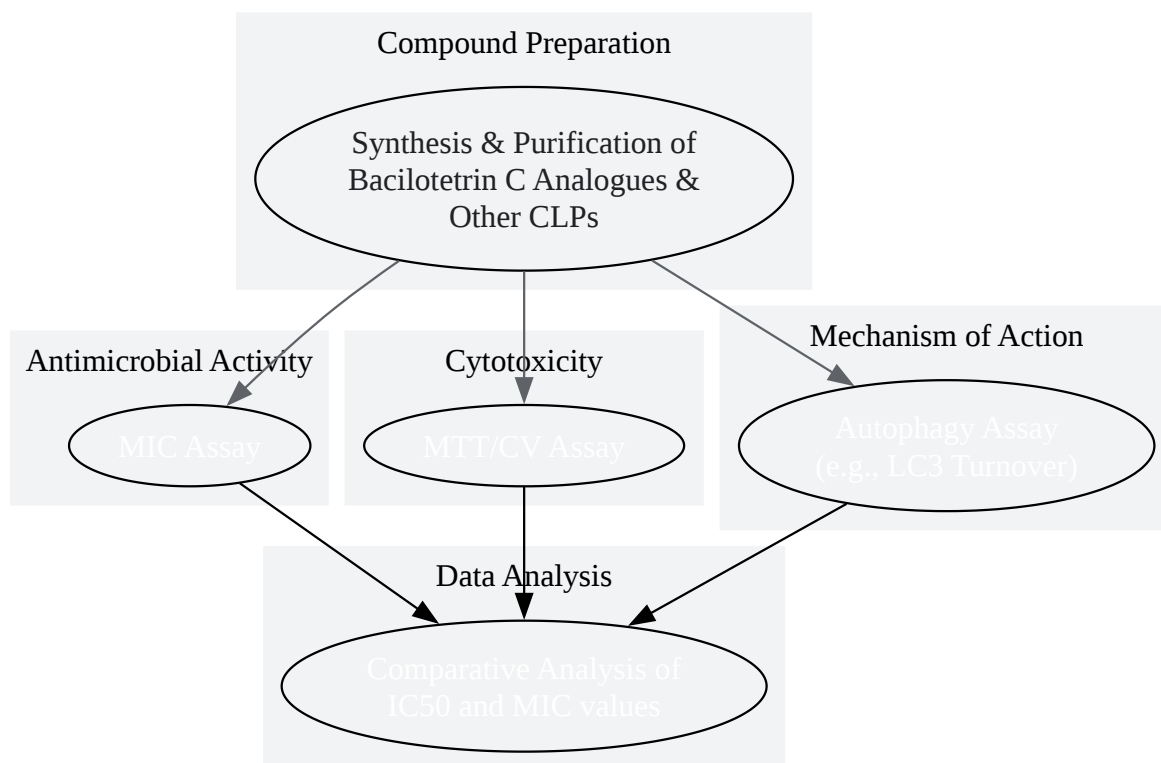 Compound Preparation
Synthesis & Purification of
Bacilotetrin C Analogues &
Other CLPs
Antimicrobial Activity
MIC Assay
Cytotoxicity
MTT/CV Assay
Mechanism of Action
Autophagy Assay
(e.g., LC3 Turnover)
Data Analysis
Comparative Analysis of
IC50 and MIC values